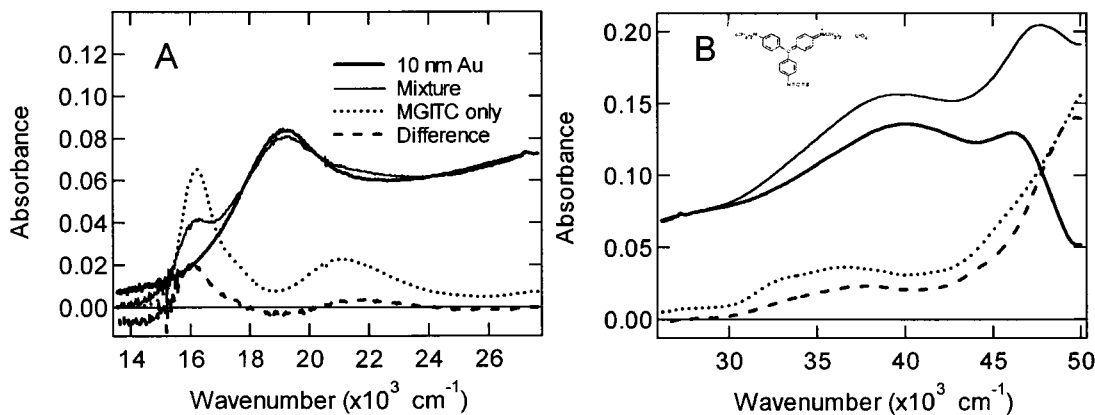 A
10 nm Au
Mixture
MGITC only
Difference
Absorbance
0.12
0.10
0.08
0.06
0.04
0.02
0.00
14 16 18 20 22 24 26
Wavenumber (x10³ cm⁻¹)
B
Absorbance
0.20
0.15
0.10
0.05
0.00
30 35 40 45 50
Wavenumber (x10³ cm⁻¹)